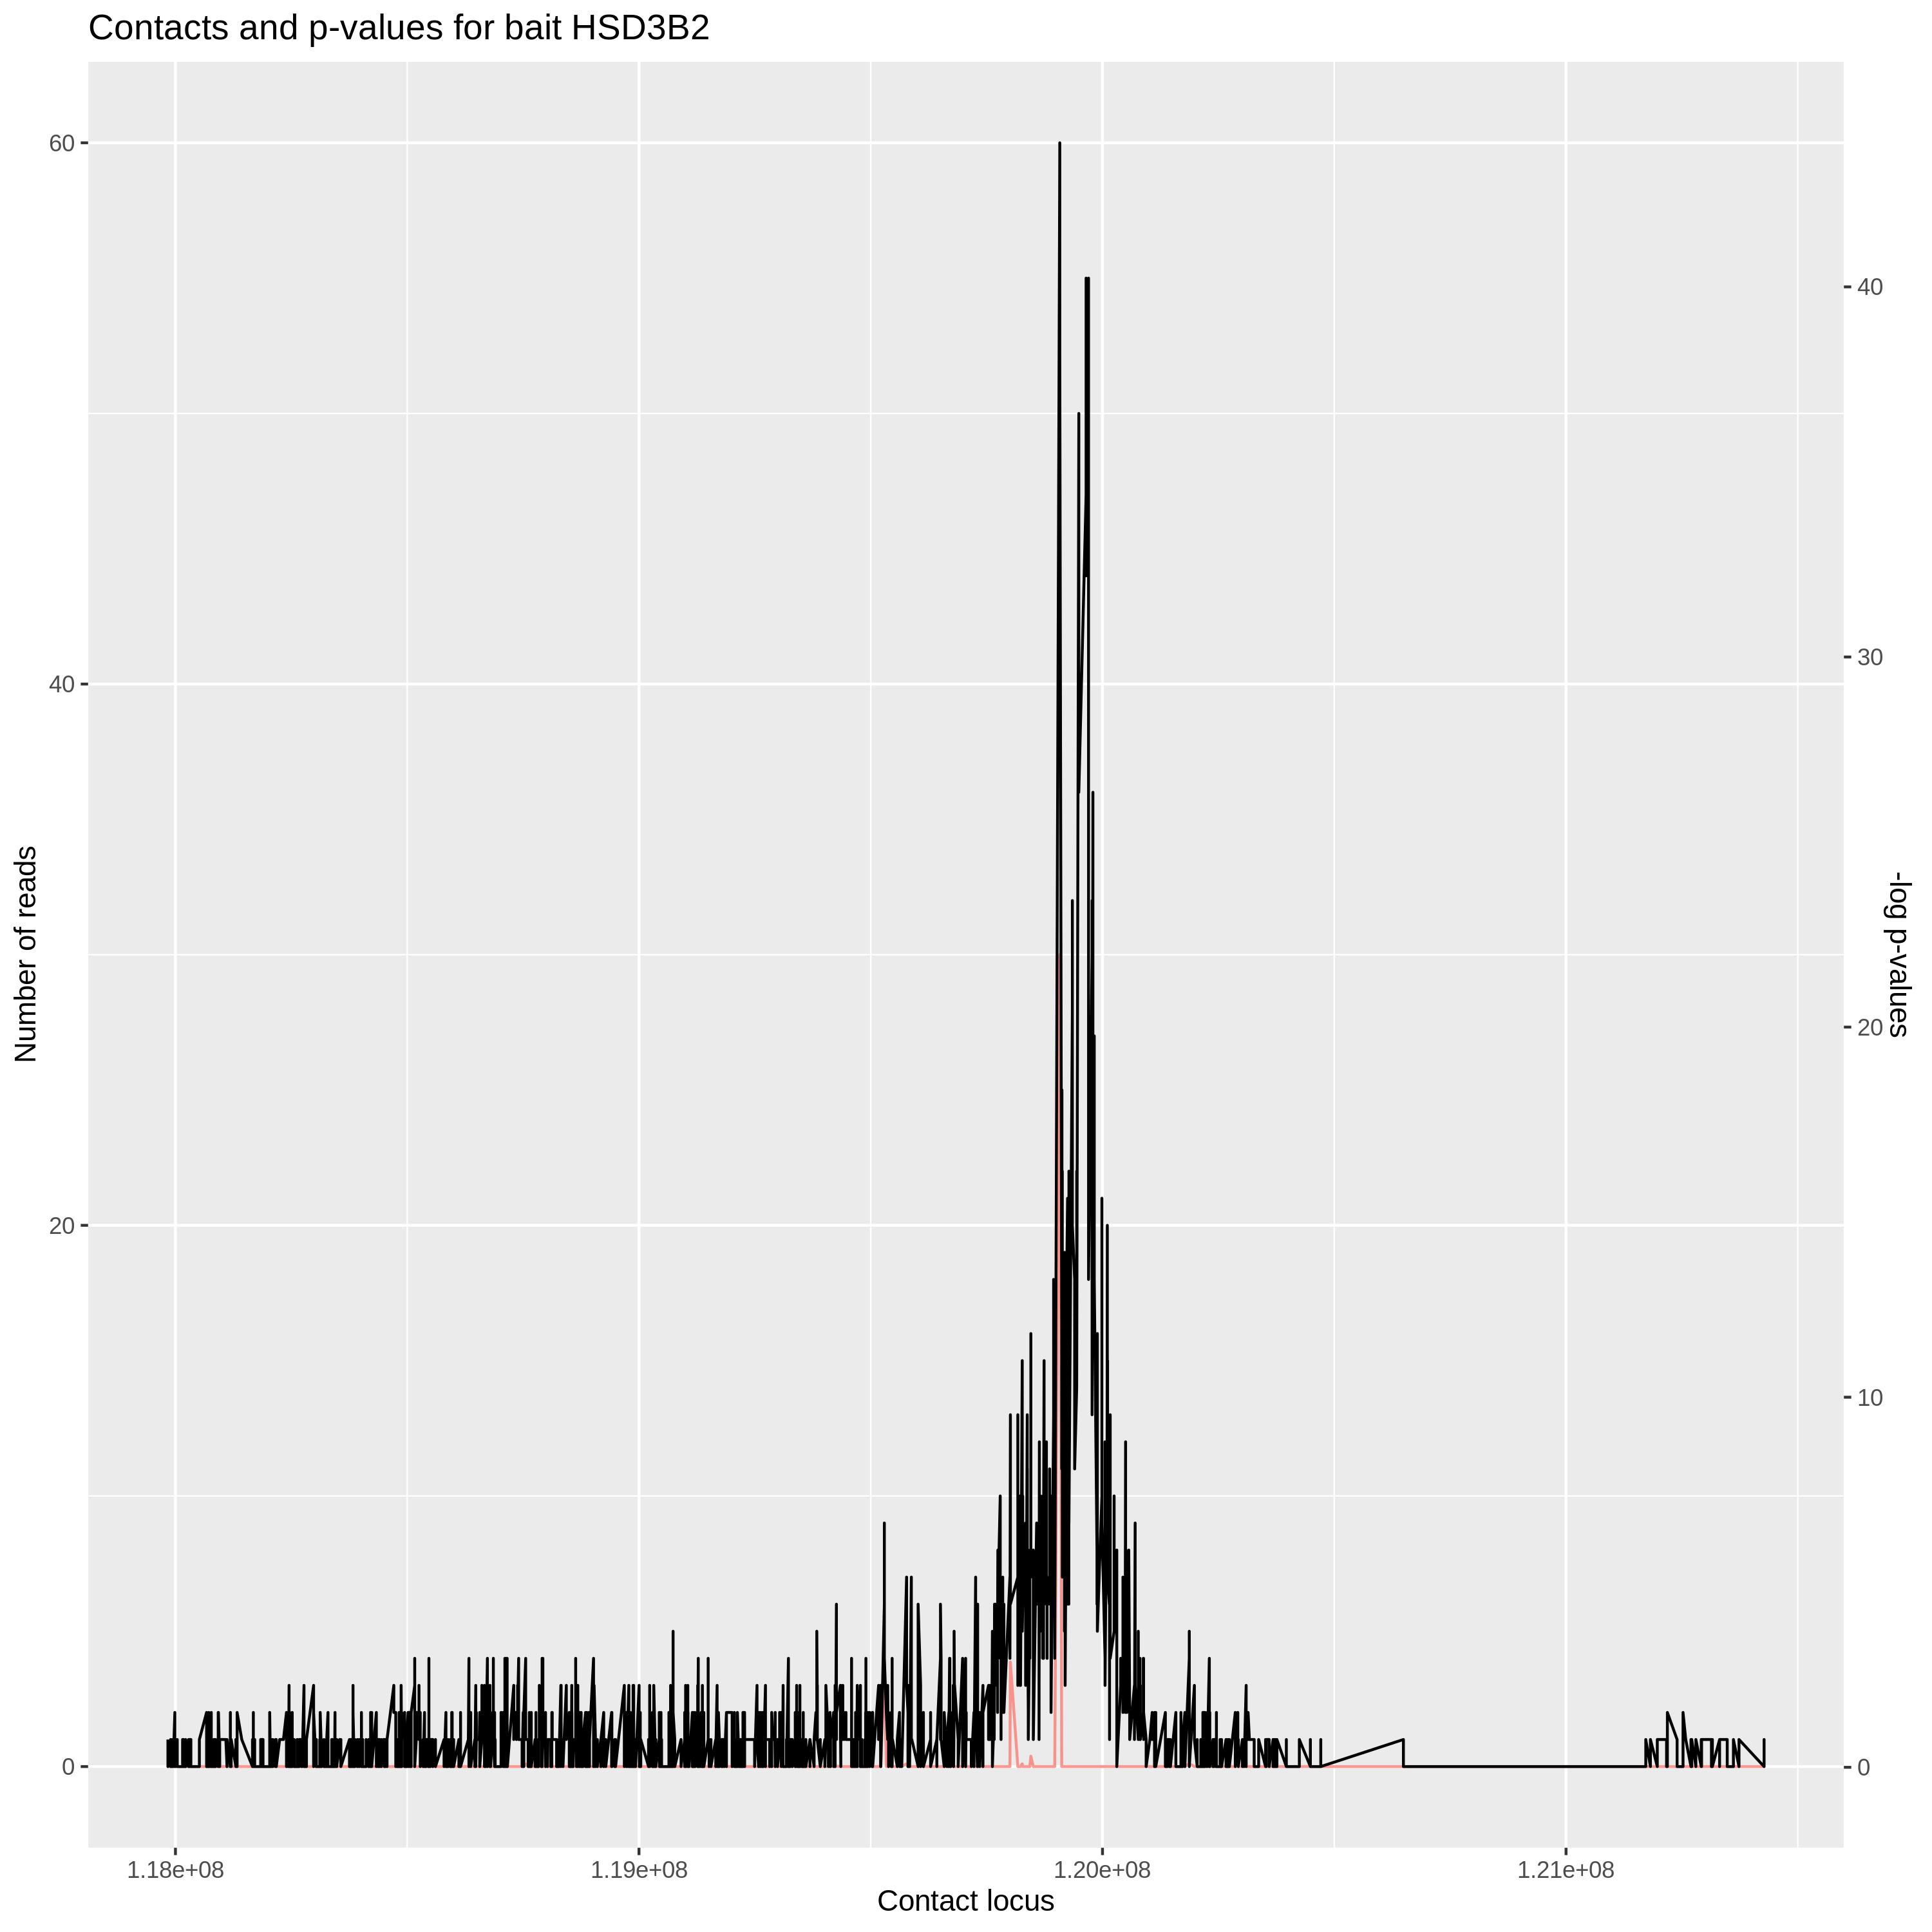 Contacts and p-values for bait HSD3B2
60
40
20
0
Number of reads
40
30
20
10
0
-log p-values
1.18e+08 1.19e+08 1.20e+08 1.21e+08
Contact locus